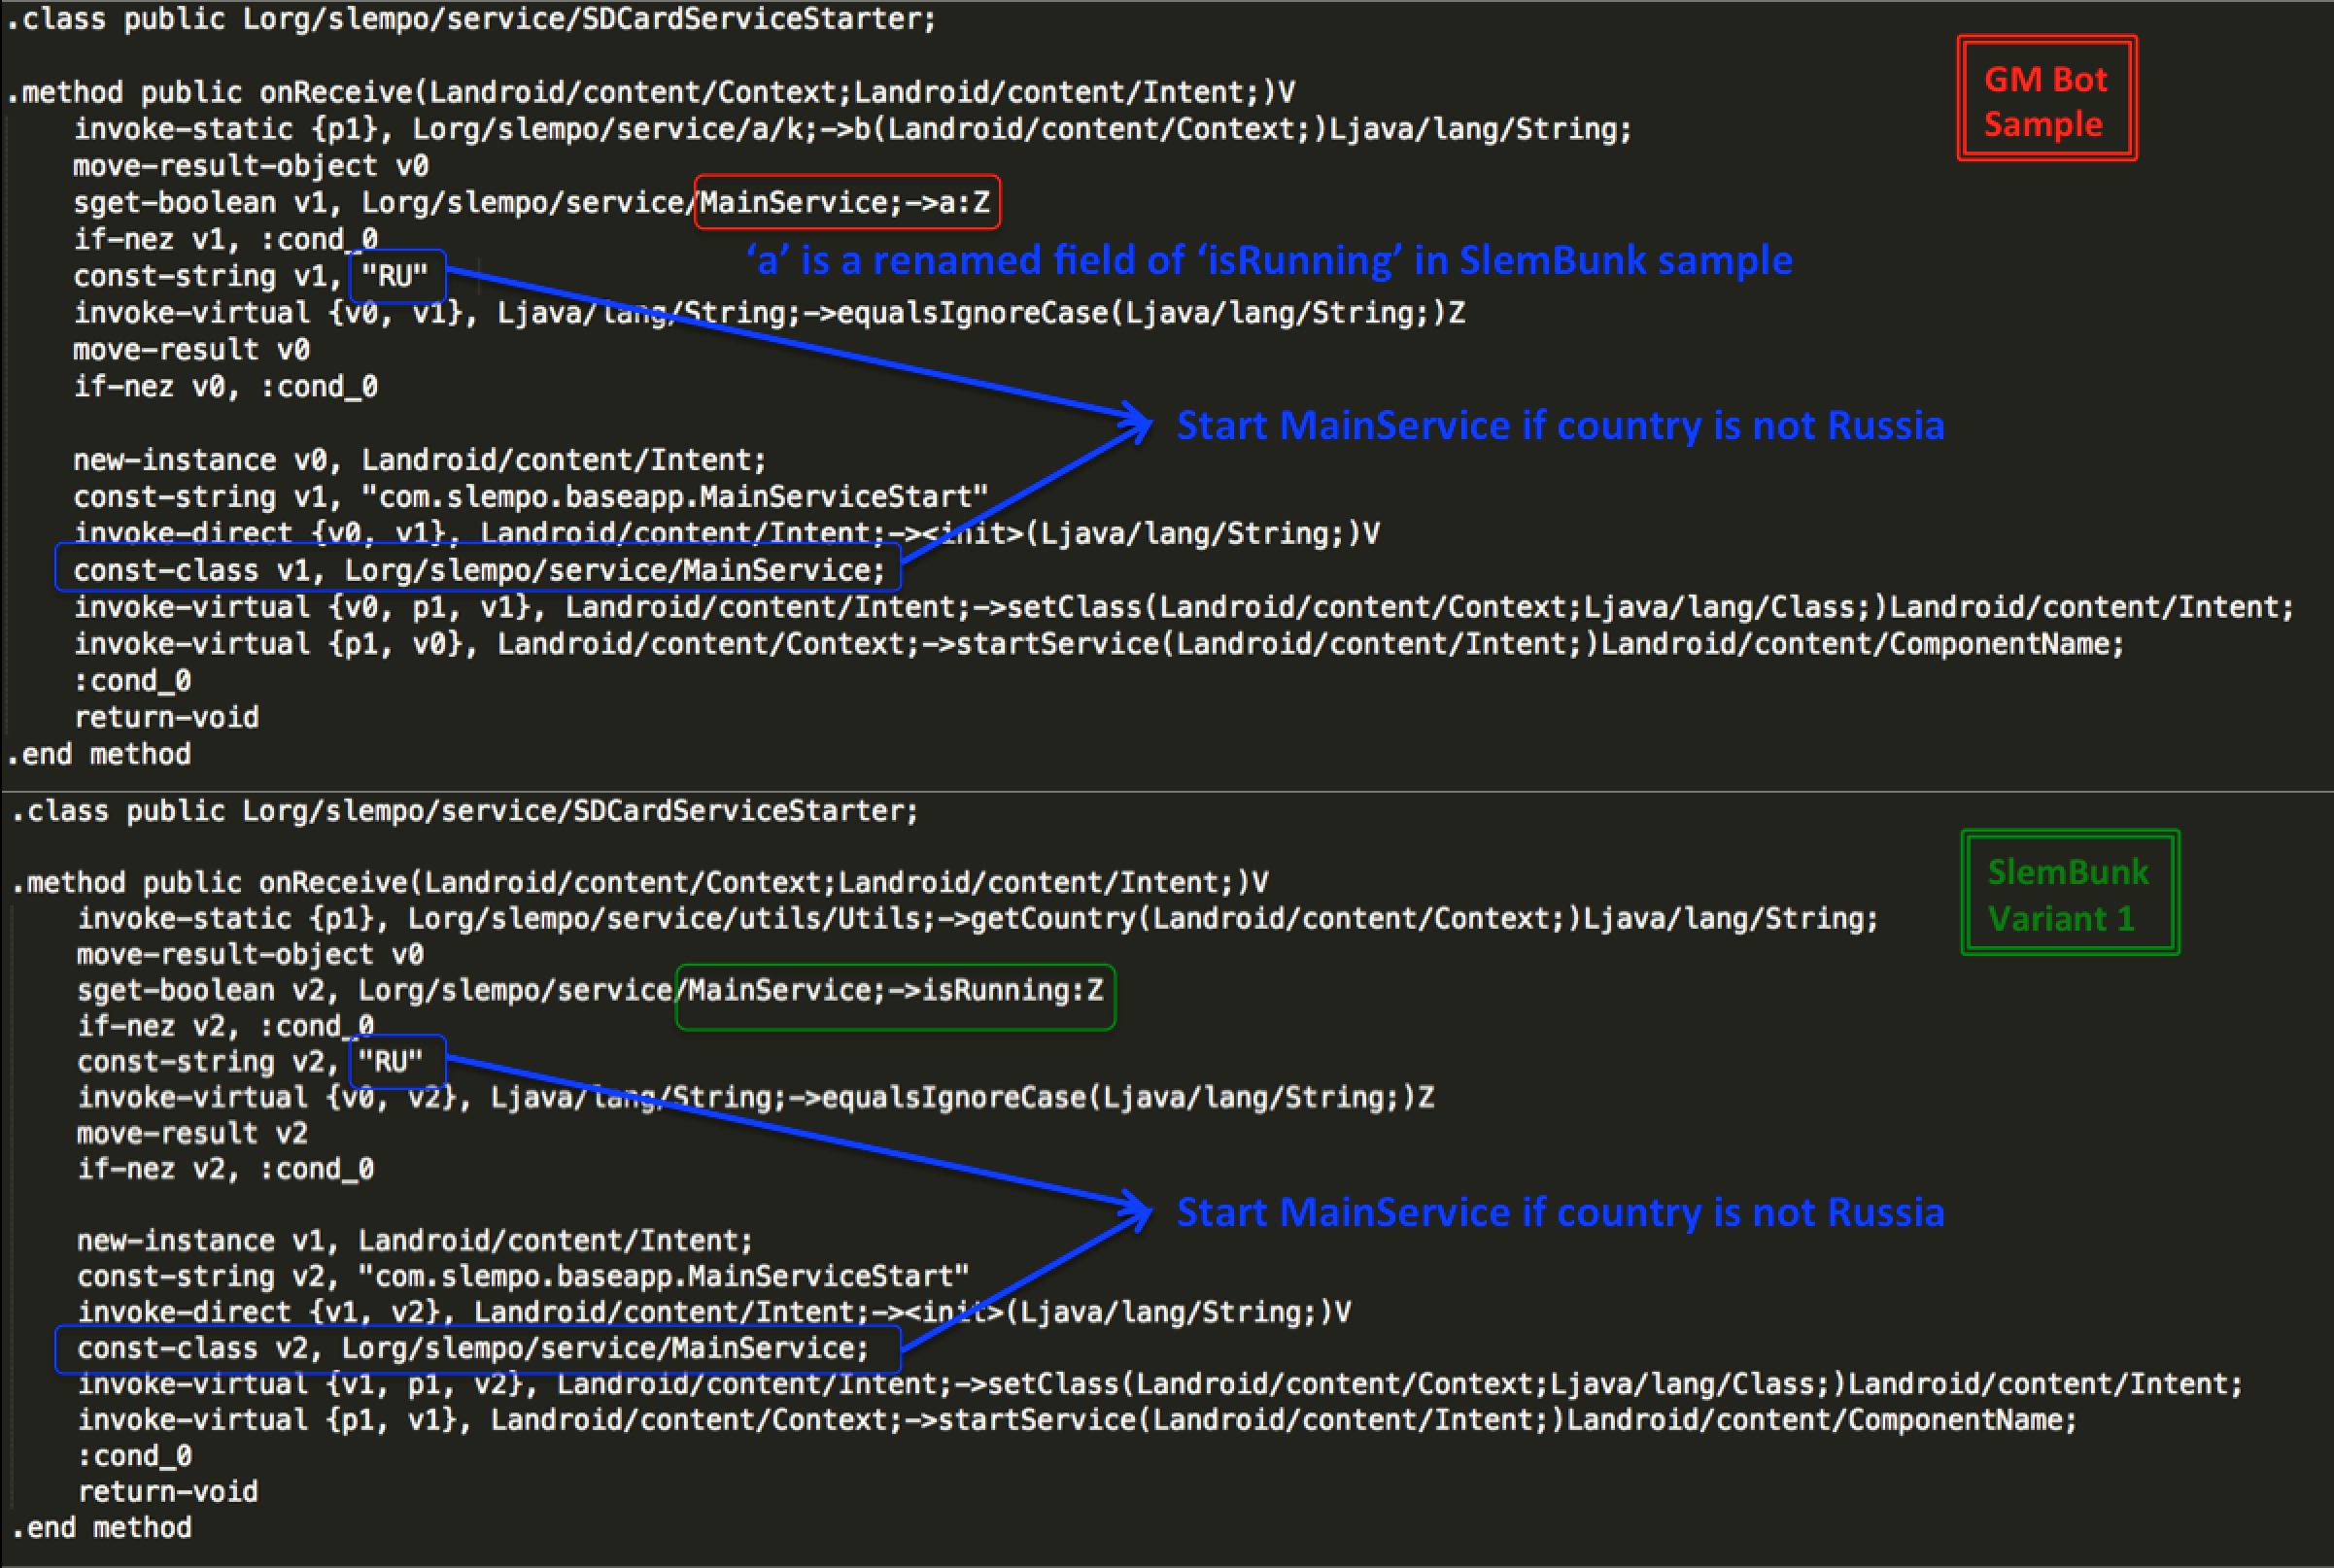 .class public Lorg/slempo/service/SDCardServiceStarter;
GM Bot
Sample
.method public onReceive(Landroid/content/Context;Landroid/content/Intent;)V
invoke-static {p1}, Lorg/slempo/service/a/k;->b(Landroid/content/Context;)Ljava/lang/String;
move-result-object v0
sget-boolean v1, Lorg/slempo/service/MainService;->a:Z
if-nez v1, :cond_0
‘a’ is a renamed field of ‘isRunning’ in SlemBunk sample
const-string v1, "RU"
invoke-virtual {v0, v1}, Ljava/lang/String;->equalsIgnoreCase(Ljava/lang/String;)Z
move-result v0
if-nez v0, :cond_0
Start MainService if country is not Russia
new-instance v0, Landroid/content/Intent;
const-string v1, "com.slempo.baseapp.MainServiceStart"
invoke-direct {v0, v1}, Landroid/content/Intent;-><init>(Ljava/lang/String;)V
const-class v1, Lorg/slempo/service/MainService;
invoke-virtual {v0, p1, v1}, Landroid/content/Intent;->setClass(Landroid/content/Context;Ljava/lang/Class;)Landroid/content/Intent;
invoke-virtual {p1, v0}, Landroid/content/Context;->startService(Landroid/content/Intent;)Landroid/content/ComponentName;
:cond_0
return-void
.end method
.class public Lorg/slempo/service/SDCardServiceStarter;
SlemBunk
Variant 1
.method public onReceive(Landroid/content/Context;Landroid/content/Intent;)V
invoke-static {p1}, Lorg/slempo/service/utils/Utils;->getCountry(Landroid/content/Context;)Ljava/lang/String;
move-result-object v0
sget-boolean v2, Lorg/slempo/service/MainService;->isRunning:Z
if-nez v2, :cond_0
const-string v2, "RU"
invoke-virtual {v0, v2}, Ljava/lang/String;->equalsIgnoreCase(Ljava/lang/String;)Z
move-result v2
if-nez v2, :cond_0
Start MainService if country is not Russia
new-instance v1, Landroid/content/Intent;
const-string v2, "com.slempo.baseapp.MainServiceStart"
invoke-direct {v1, v2}, Landroid/content/Intent;-><init>(Ljava/lang/String;)V
const-class v2, Lorg/slempo/service/MainService;
invoke-virtual {v1, p1, v2}, Landroid/content/Intent;->setClass(Landroid/content/Context;Ljava/lang/Class;)Landroid/content/Intent;
invoke-virtual {p1, v1}, Landroid/content/Context;->startService(Landroid/content/Intent;)Landroid/content/ComponentName;
:cond_0
return-void
.end method